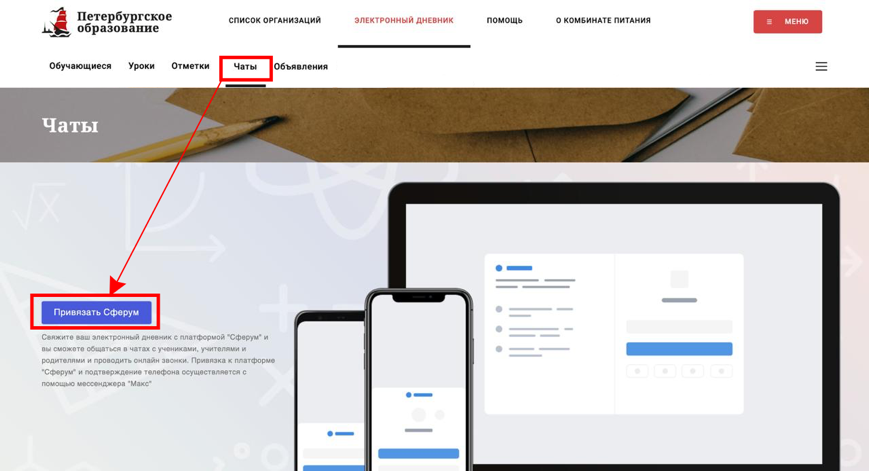 Петербургское
образование
СПИСОК ОРГАНИЗАЦИЙ
ЭЛЕКТРОННЫЙ ДНЕВНИК
ПОМОЩЬ
О КОМБИНАТЕ ПИТАНИЯ
МЕНЮ
Обучающиеся
Уроки
Отметки
Чаты
Объявления
Чаты
Привязать Сферум
Свяжите ваш электронный дневник с платформой "Сферум" и
вы сможете общаться в чатах с учениками, учителями и
родителями и проводить онлайн звонки. Привязка к платформе
"Сферум" и подтверждение телефона осуществляется с
помощью мессенджера "Макс"